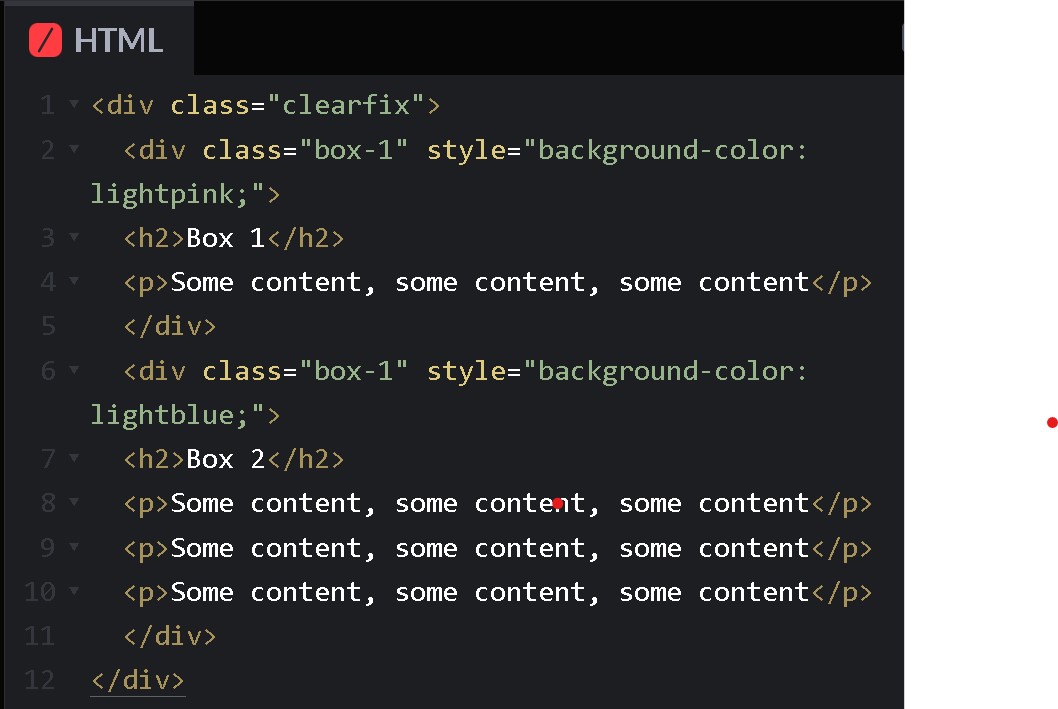 HTML
1 <div class="clearfix">
2 <div class="box-1" style="background-color:
lightpink;">
3 <h2>Box 1</h2>
4 <p>Some content, some content, some content</p>
5 </div>
6 <div class="box-1" style="background-color:
lightblue;">
7 <h2>Box 2</h2>
8 <p>Some content, some content, some content</p>
9 <p>Some content, some content, some content</p>
10 <p>Some content, some content, some content</p>
11 </div>
12 </div>